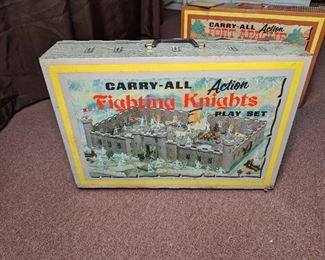 CARRY-ALL Action
FORT APACHE
CARRY-ALL Action
Fighting Knights
PLAY SET